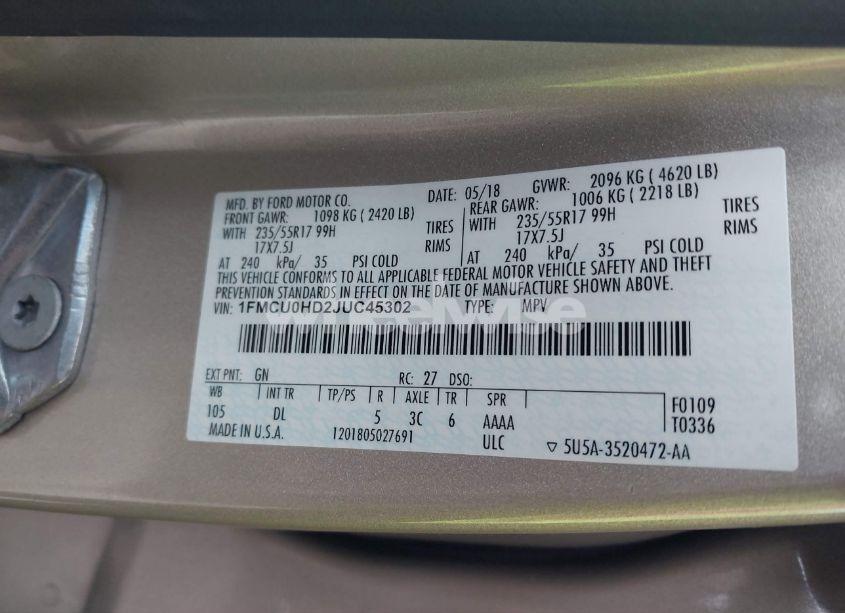 MFD. BY FORD MOTOR CO. DATE: 05/18 GVWR: 2096 KG ( 4620 LB)
FRONT GAWR: 1098 KG ( 2420 LB) REAR GAWR: 1006 KG ( 2218 LB)
WITH 235/55R17 99H TIRES WITH 235/55R17 99H TIRES
17X7.5J RIMS 17X7.5J RIMS
AT 240 kPa/ 35 PSI COLD AT 240 kPa/ 35 PSI COLD
THIS VEHICLE CONFORMS TO ALL APPLICABLE FEDERAL MOTOR VEHICLE SAFETY AND THEFT
PREVENTION STANDARDS IN EFFECT ON THE DATE OF MANUFACTURE SHOWN ABOVE.
VIN: 1FMCU0HD2JUC45302 TYPE: MPV
wheelwise
EXT PNT: GN RC: 27 DSO:
WB INT TR TP/PS R AXLE TR SPR F0109
105 DL 5 3C 6 AAAA T0336
MADE IN U.S.A. 1201805027691 ULC ▽ 5U5A-3520472-AA